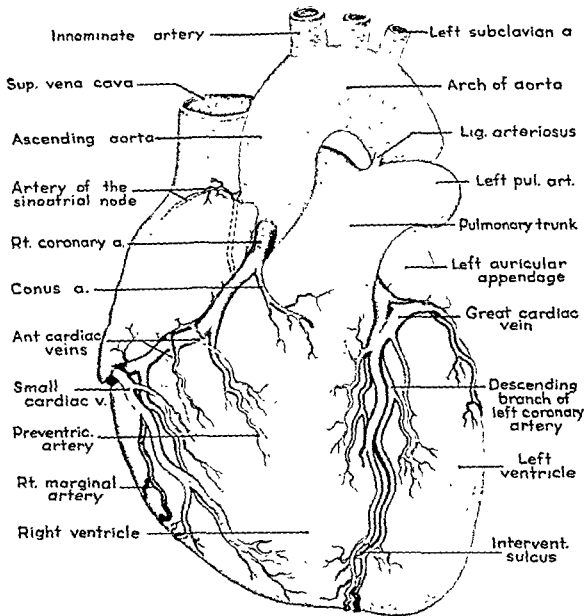 Innominate artery
Left subclavian a
Sup. vena cava
Arch of aorta
Ascending aorta
Lig. arteriosus
Artery of the
sinoatrial node
Left pul. art.
Rt. coronary a.
Pulmonary trunk
Conus a.
Left auricular
appendage
Ant cardiac
veins
Great cardiac
vein
Small
cardiac v.
Descending
branch of
left coronary
artery
Preventric.
artery
Left
ventricle
Rt. marginal
artery
Right ventricle
Intervent.
sulcus